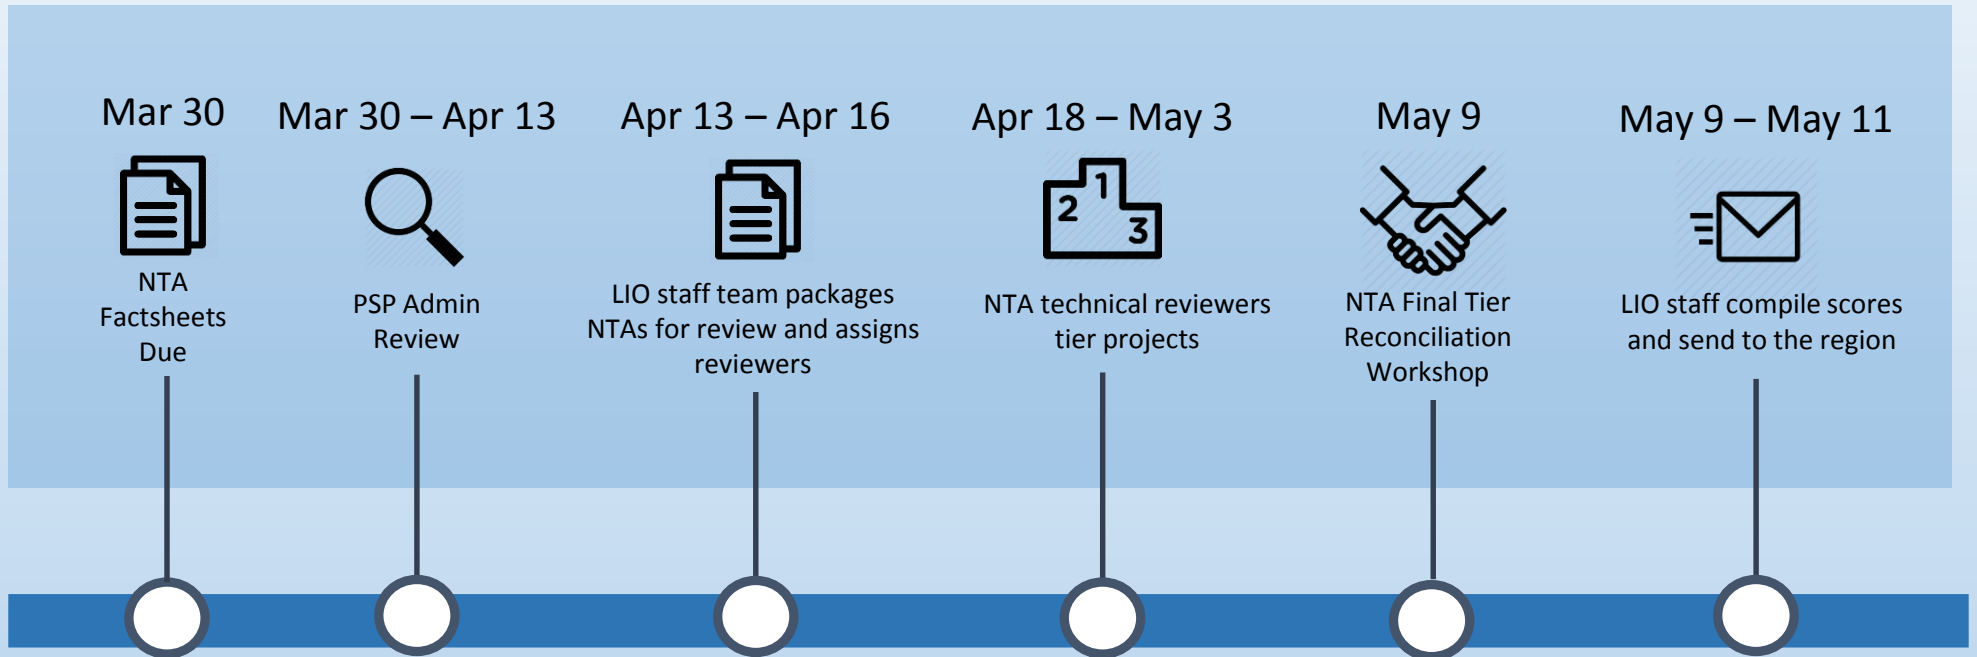 Mar 30
NTA
Factsheets
Due
Mar 30 – Apr 13
PSP Admin
Review
Apr 13 – Apr 16
LIO staff team packages
NTAs for review and assigns
reviewers
Apr 18 – May 3
2 1 3
NTA technical reviewers
tier projects
May 9
NTA Final Tier
Reconciliation
Workshop
May 9 – May 11
LIO staff compile scores
and send to the region